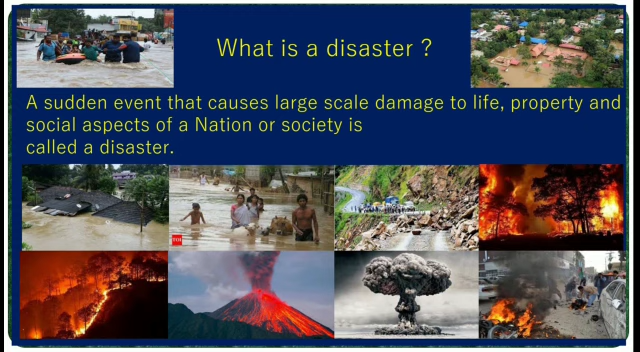 What is a disaster ?
A sudden event that causes large scale damage to life, property and
social aspects of a Nation or society is
called a disaster.